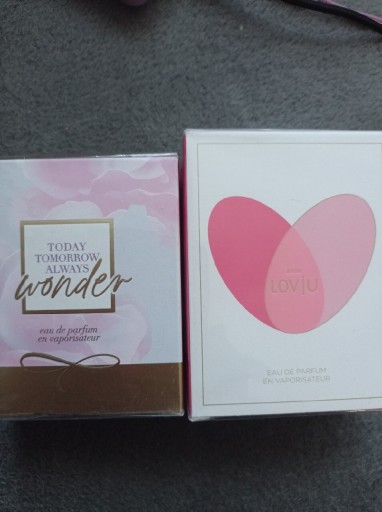 TODAY
TOMORROW
ALWAYS
wonder
eau de parfum
en vaporisateur
LOV|U
EAU DE PARFUM
EN VAPORISATEUR